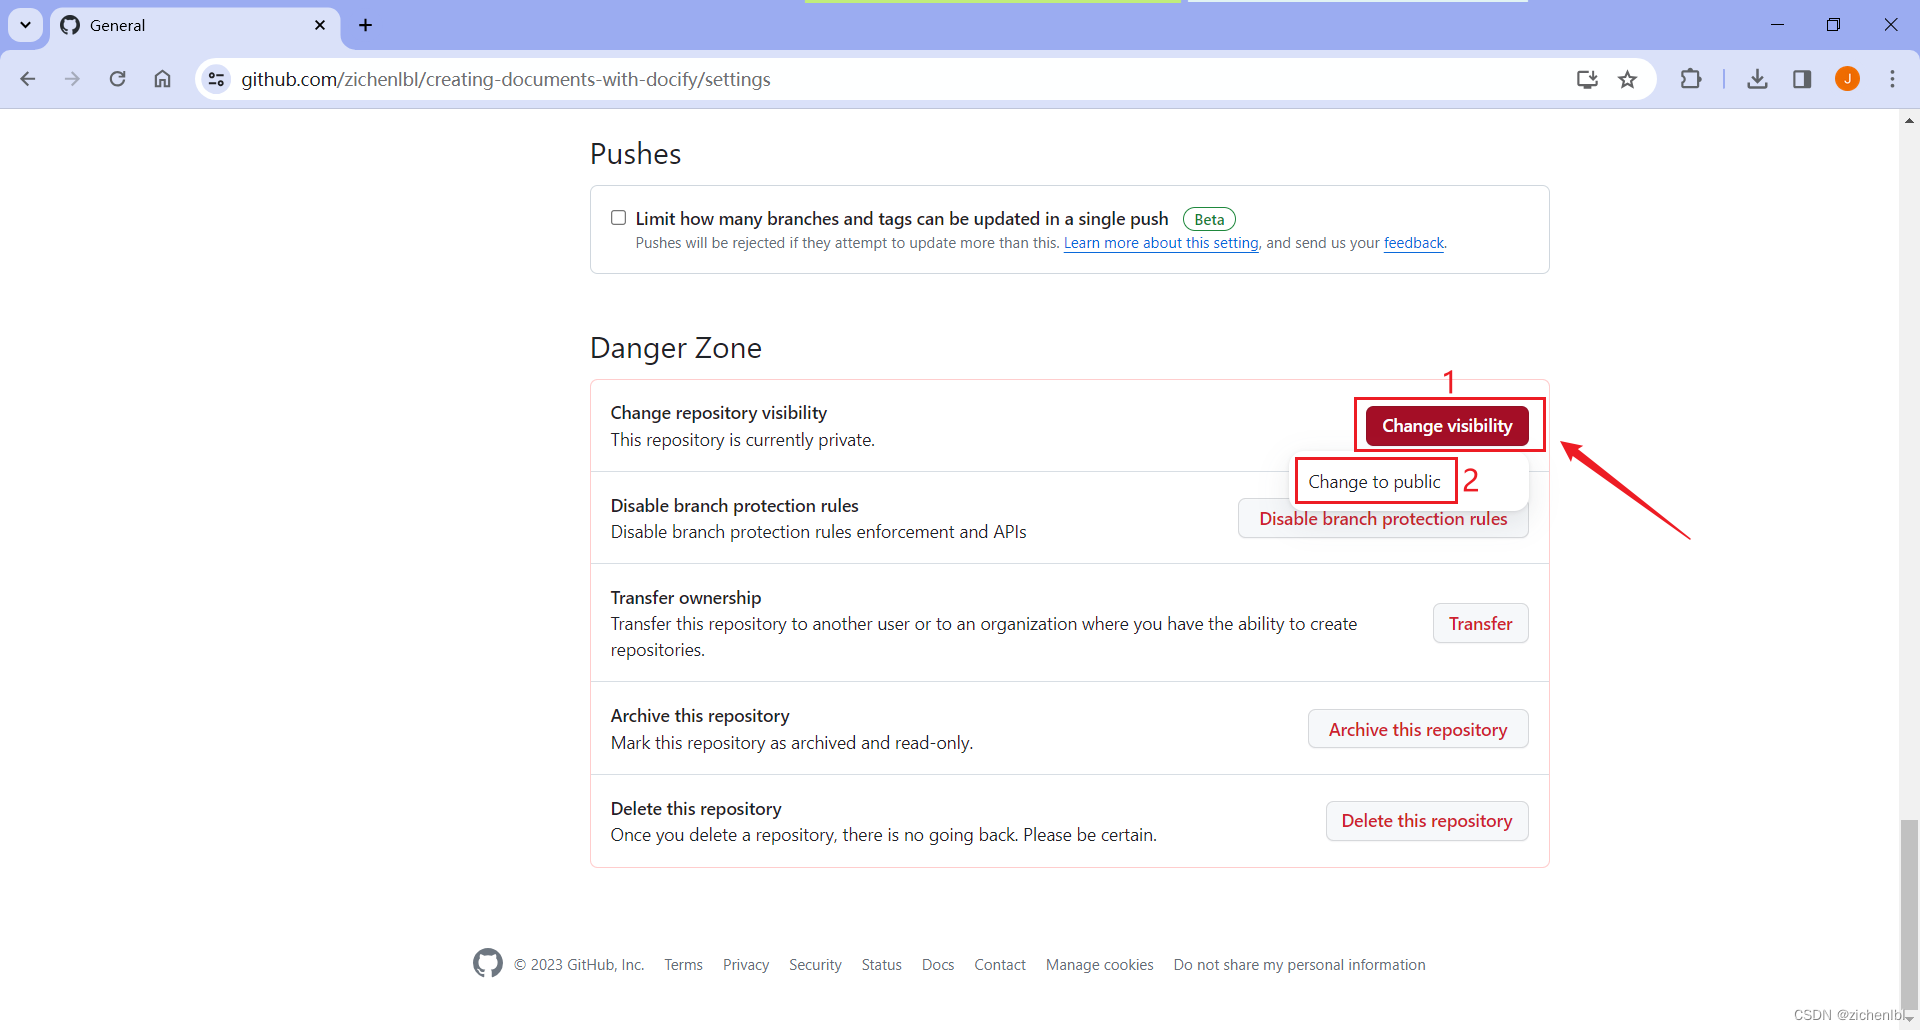 General
github.com/zichenlbl/creating-documents-with-docify/settings
J
Pushes
Limit how many branches and tags can be updated in a single push Beta
Pushes will be rejected if they attempt to update more than this. Learn more about this setting, and send us your feedback.
Danger Zone
1
Change repository visibility
This repository is currently private.
Change visibility
Change to public 2
Disable branch protection rules
Disable branch protection rules enforcement and APIs
Disable branch protection rules
Transfer ownership
Transfer this repository to another user or to an organization where you have the ability to create
repositories.
Transfer
Archive this repository
Mark this repository as archived and read-only.
Archive this repository
Delete this repository
Once you delete a repository, there is no going back. Please be certain.
Delete this repository
© 2023 GitHub, Inc. Terms Privacy Security Status Docs Contact Manage cookies Do not share my personal information
CSDN @zichenlbl